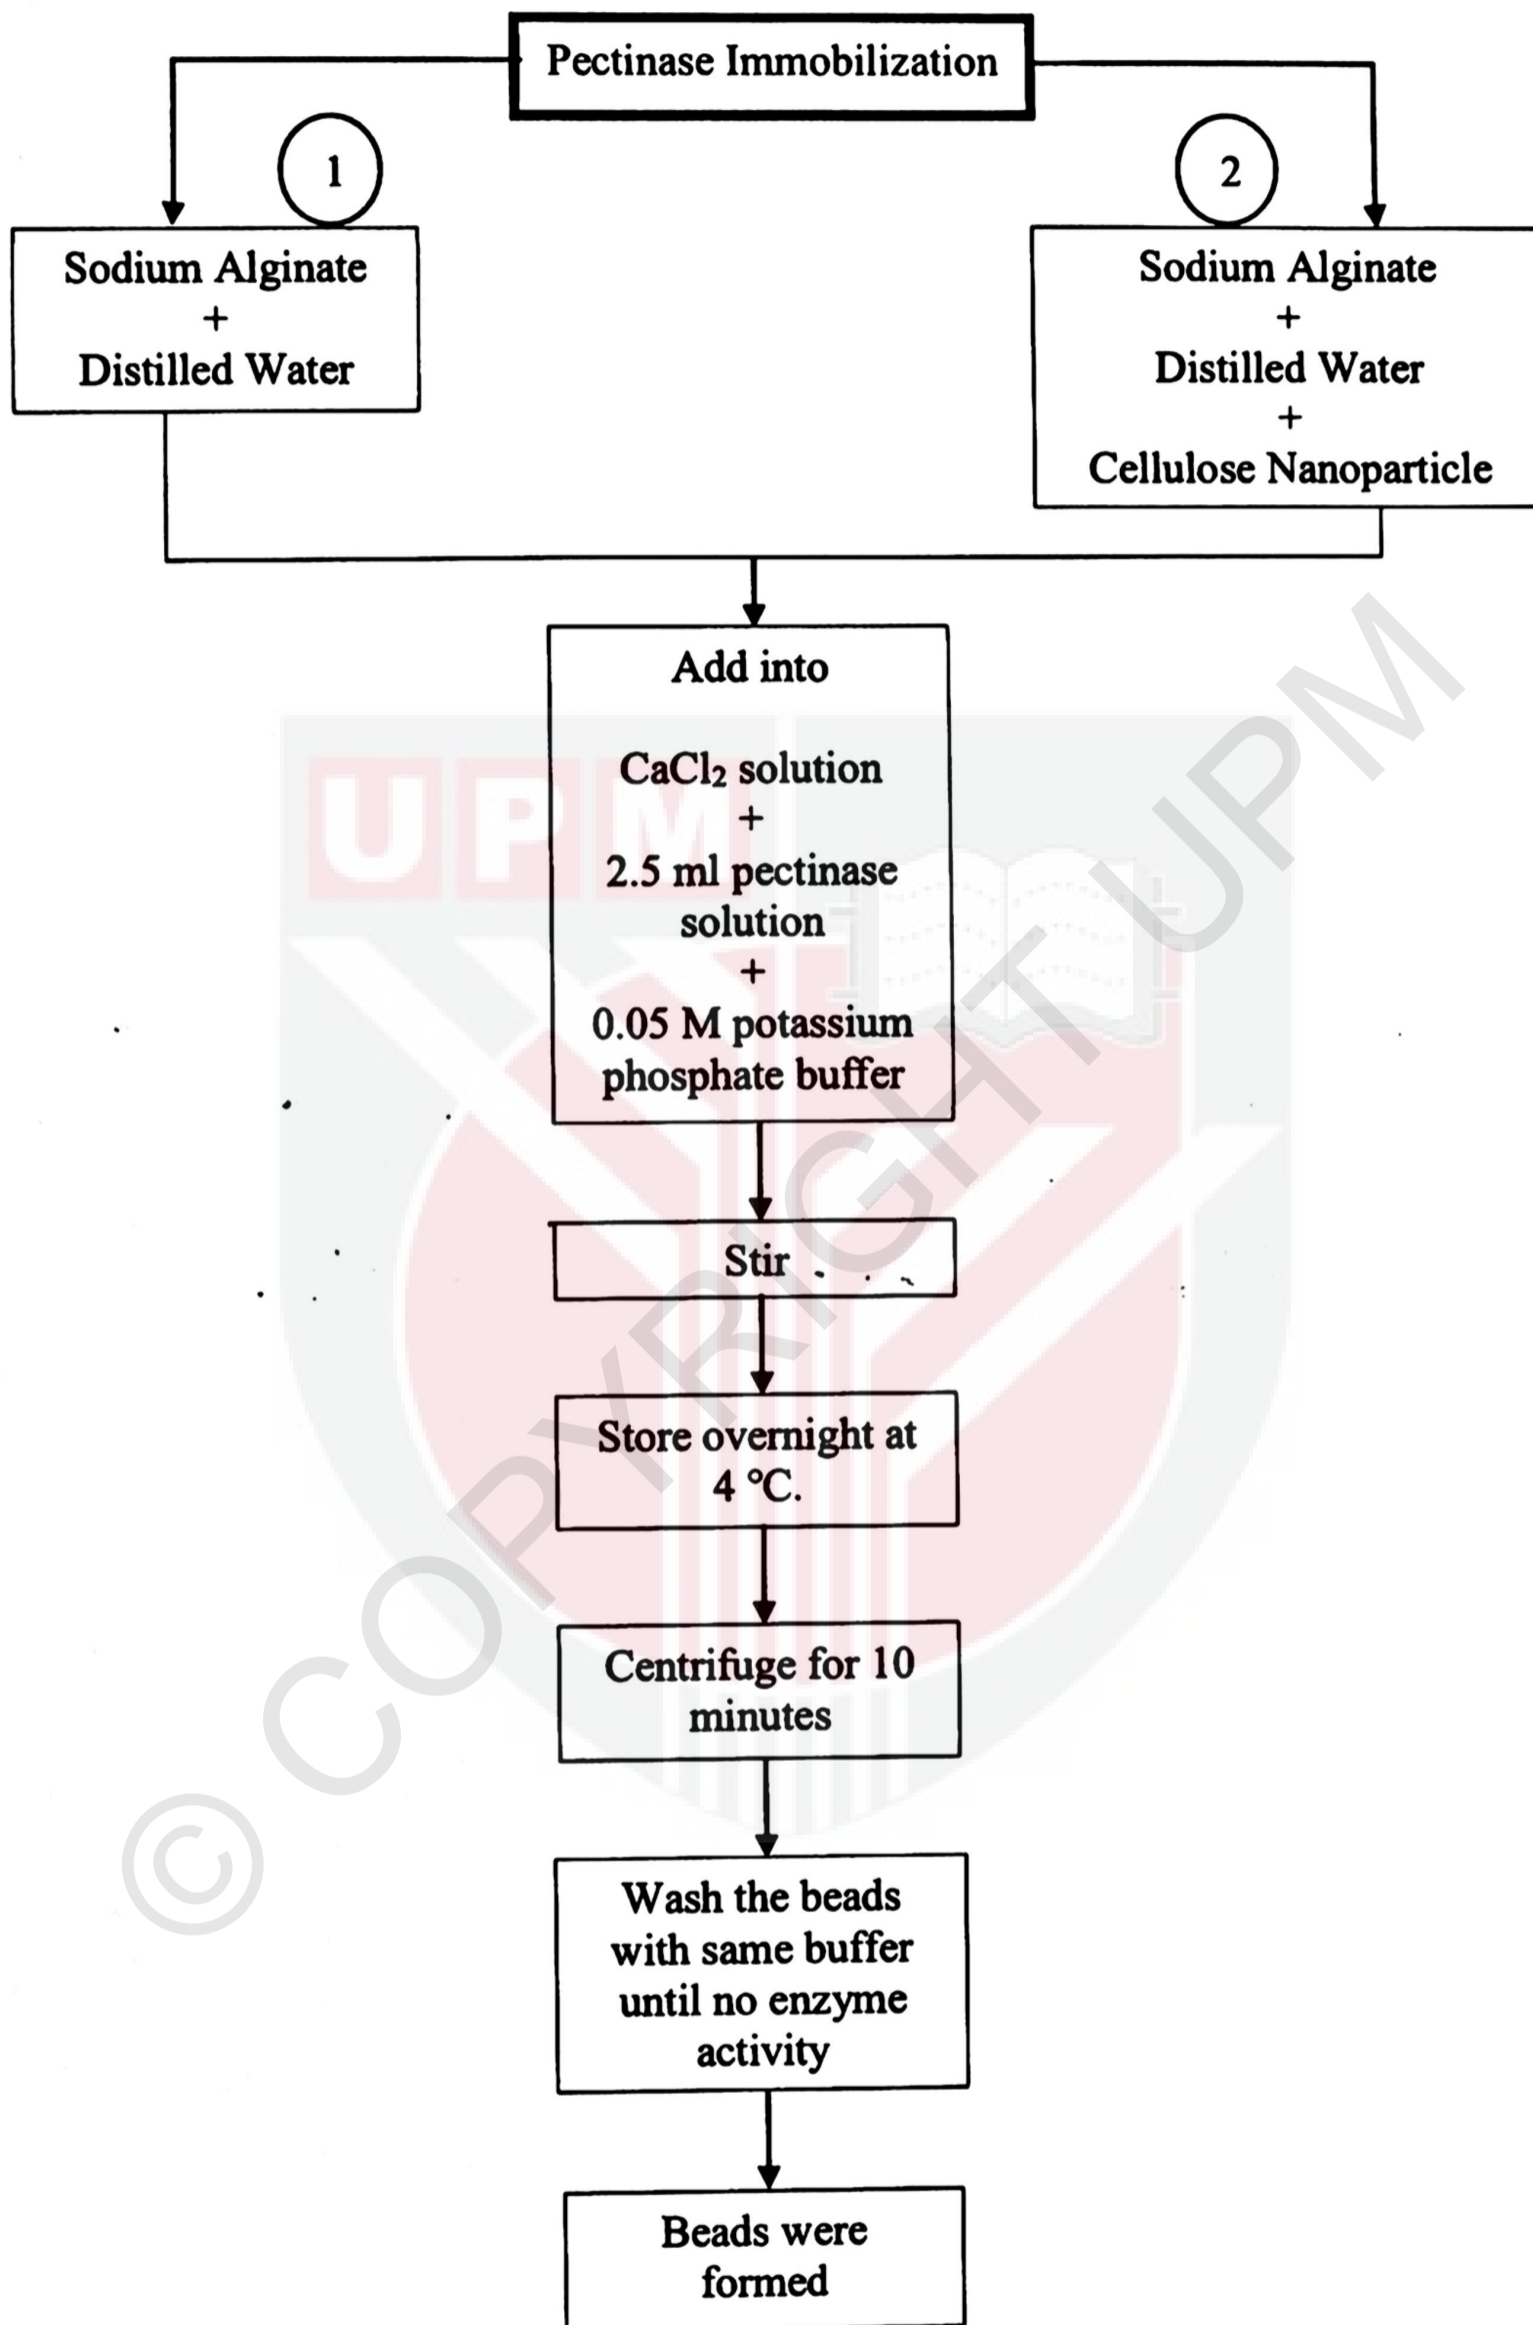 Pectinase Immobilization
1
2
Sodium Alginate
+
Distilled Water
Sodium Alginate
+
Distilled Water
+
Cellulose Nanoparticle
Add into
CaCl₂ solution
+
2.5 ml pectinase
solution
+
0.05 M potassium
phosphate buffer
Stir
Store overnight at
4 °C.
Centrifuge for 10
minutes
Wash the beads
with same buffer
until no enzyme
activity
Beads were
formed
UPM
© COPYRIGHT UPM